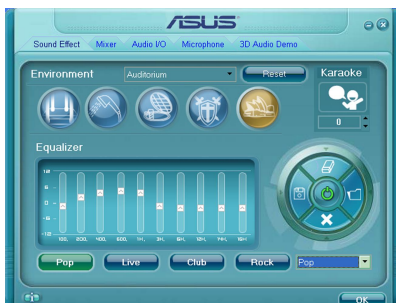 ASUS
Sound Effect Mixer Audio I/O Microphone 3D Audio Demo
Environment Auditorium Reset Karaoke
0
Equalizer
Pop Live Club Rock Pop
OK